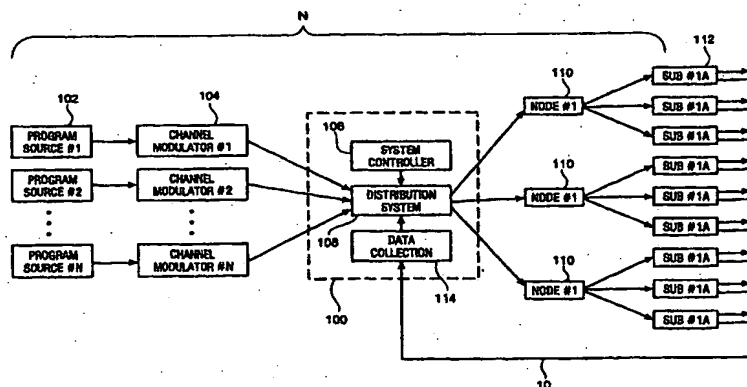 N
102
PROGRAM
SOURCE #1
PROGRAM
SOURCE #2
PROGRAM
SOURCE #N
104
CHANNEL
MODULATOR #1
CHANNEL
MODULATOR #2
CHANNEL
MODULATOR #N
106
SYSTEM
CONTROLLER
DISTRIBUTION
SYSTEM
108
DATA
COLLECTION
114
100
110
NODE #1
110
NODE #1
110
NODE #1
112
SUB #1A
SUB #1A
SUB #1A
SUB #1A
SUB #1A
SUB #1A
SUB #1A
SUB #1A
SUB #1A
10